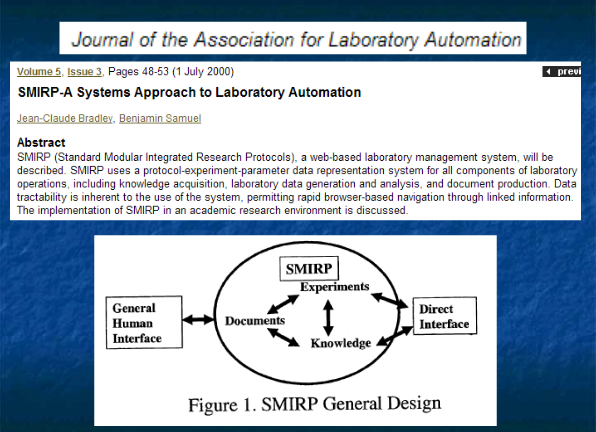 Journal of the Association for Laboratory Automation
Volume 5, Issue 3, Pages 48-53 (1 July 2000)
previ
SMIRP-A Systems Approach to Laboratory Automation
Jean-Claude Bradley, Benjamin Samuel
Abstract
SMIRP (Standard Modular Integrated Research Protocols), a web-based laboratory management system, will be
described. SMIRP uses a protocol-experiment-parameter data representation system for all components of laboratory
operations, including knowledge acquisition, laboratory data generation and analysis, and document production. Data
tractability is inherent to the use of the system, permitting rapid browser-based navigation through linked information.
The implementation of SMIRP in an academic research environment is discussed.
SMIRP
Experiments
General
Human
Interface
Documents
Knowledge
Direct
Interface
Figure 1. SMIRP General Design